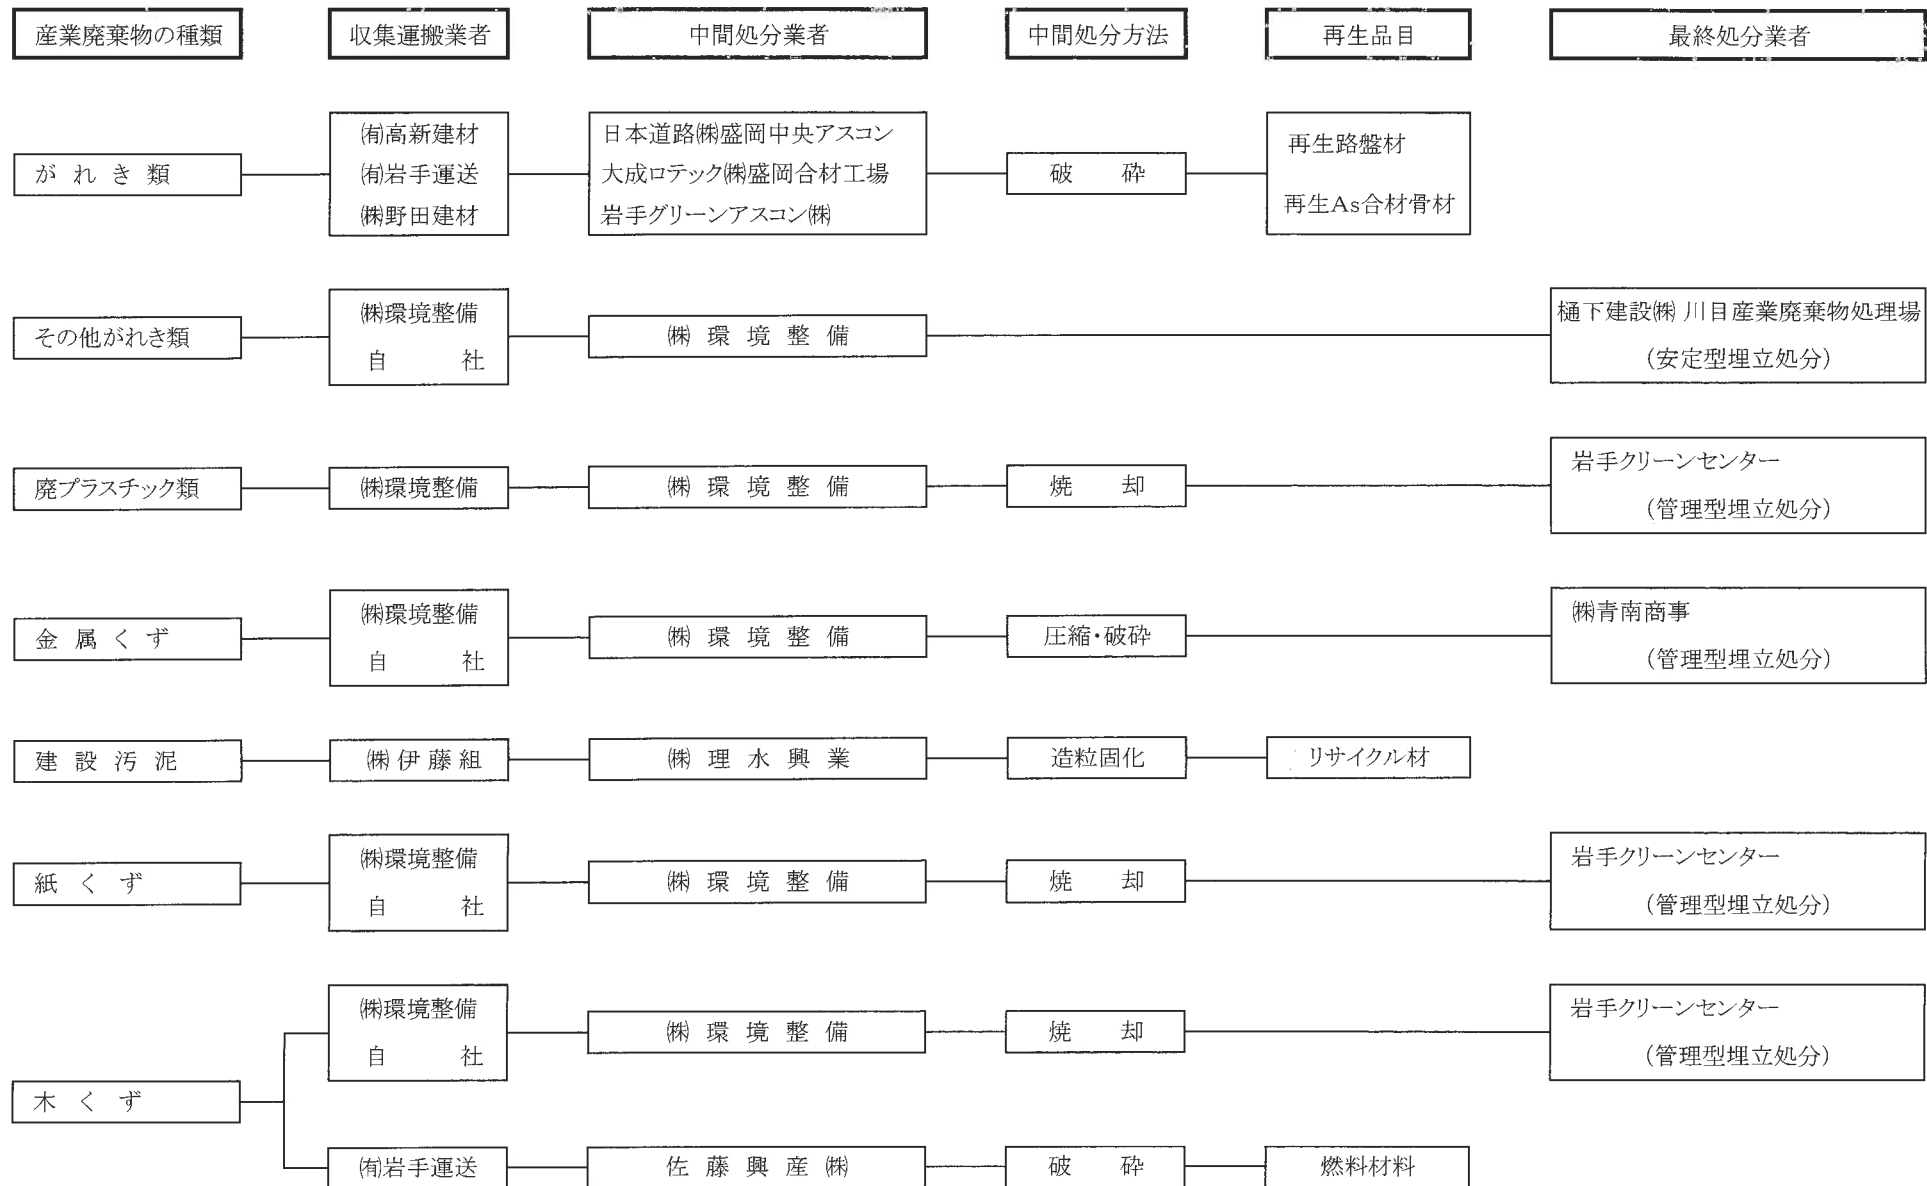 産業廃棄物の種類
収集運搬業者
中間処分業者
中間処分方法
再生品目
最終処分業者
がれき類
㈲高新建材
㈲岩手運送
㈱野田建材
日本道路㈱盛岡中央アスコン
大成ロテック㈱盛岡合材工場
岩手グリーンアスコン㈱
破　砕
再生路盤材
再生As合材骨材
その他がれき類
㈱環境整備
自　　社
㈱ 環 境 整 備
樋下建設㈱ 川目産業廃棄物処理場
（安定型埋立処分）
廃プラスチック類
㈱環境整備
㈱ 環 境 整 備
焼　却
岩手クリーンセンター
（管理型埋立処分）
金 属 く ず
㈱環境整備
自　　社
㈱ 環 境 整 備
圧縮・破砕
㈱青南商事
（管理型埋立処分）
建 設 汚 泥
㈱ 伊 藤 組
㈱ 理 水 興 業
造粒固化
リサイクル材
紙 く ず
㈱環境整備
自　　社
㈱ 環 境 整 備
焼　却
岩手クリーンセンター
（管理型埋立処分）
木 く ず
㈱環境整備
自　　社
㈱ 環 境 整 備
焼　却
岩手クリーンセンター
（管理型埋立処分）
㈲岩手運送
佐 藤 興 産 ㈱
破　砕
燃料材料